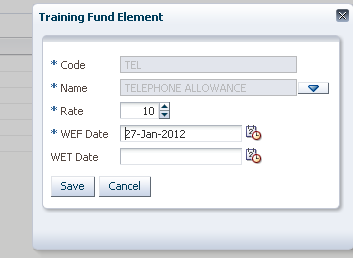 Training Fund Element
* Code TEL
* Name TELEPHONE ALLOWANCE
* Rate 10
* WEF Date 27-Jan-2012
WET Date
Save Cancel